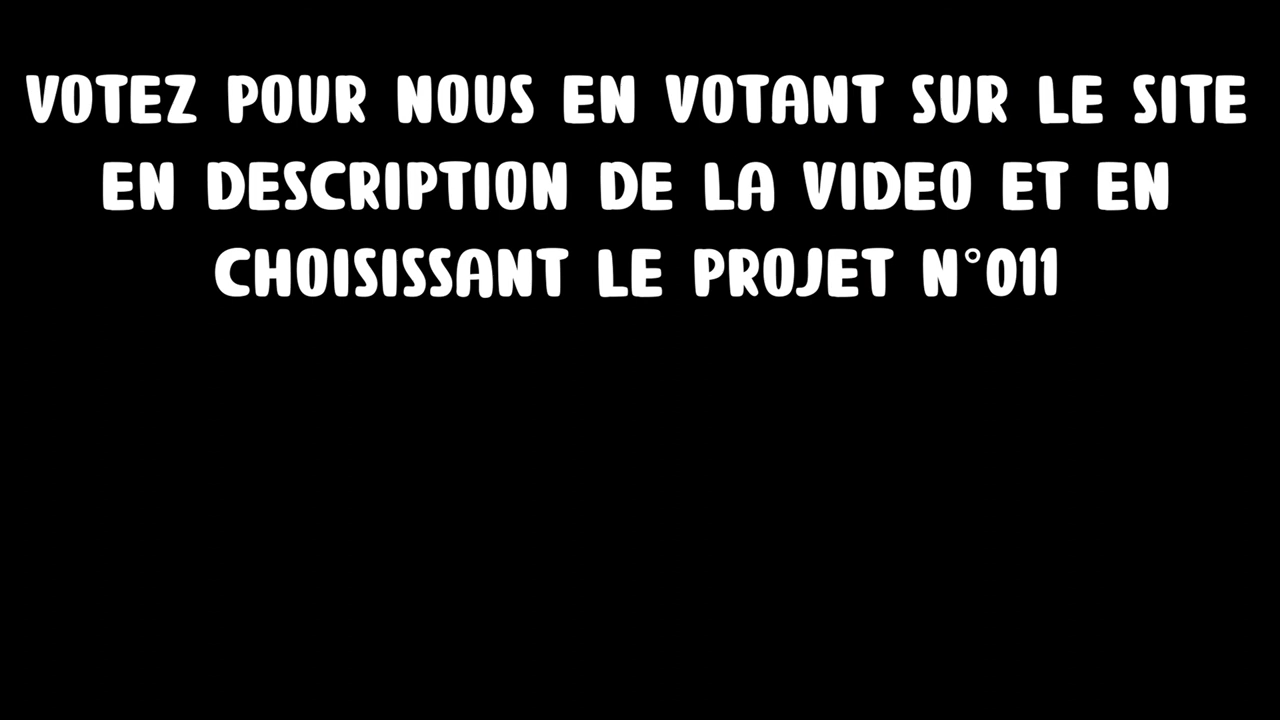 VOTEZ POUR NOUS EN VOTANT SUR LE SITE
EN DESCRIPTION DE LA VIDEO ET EN
CHOISISSANT LE PROJET N°011